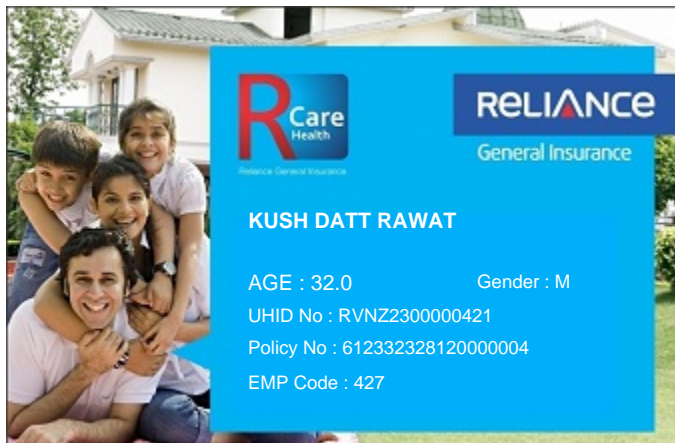 R Care
Health
Reliance General Insurance
RELIANCE
General Insurance
KUSH DATT RAWAT
AGE : 32.0 Gender : M
UHID No : RVNZ2300000421
Policy No : 612332328120000004
EMP Code : 427